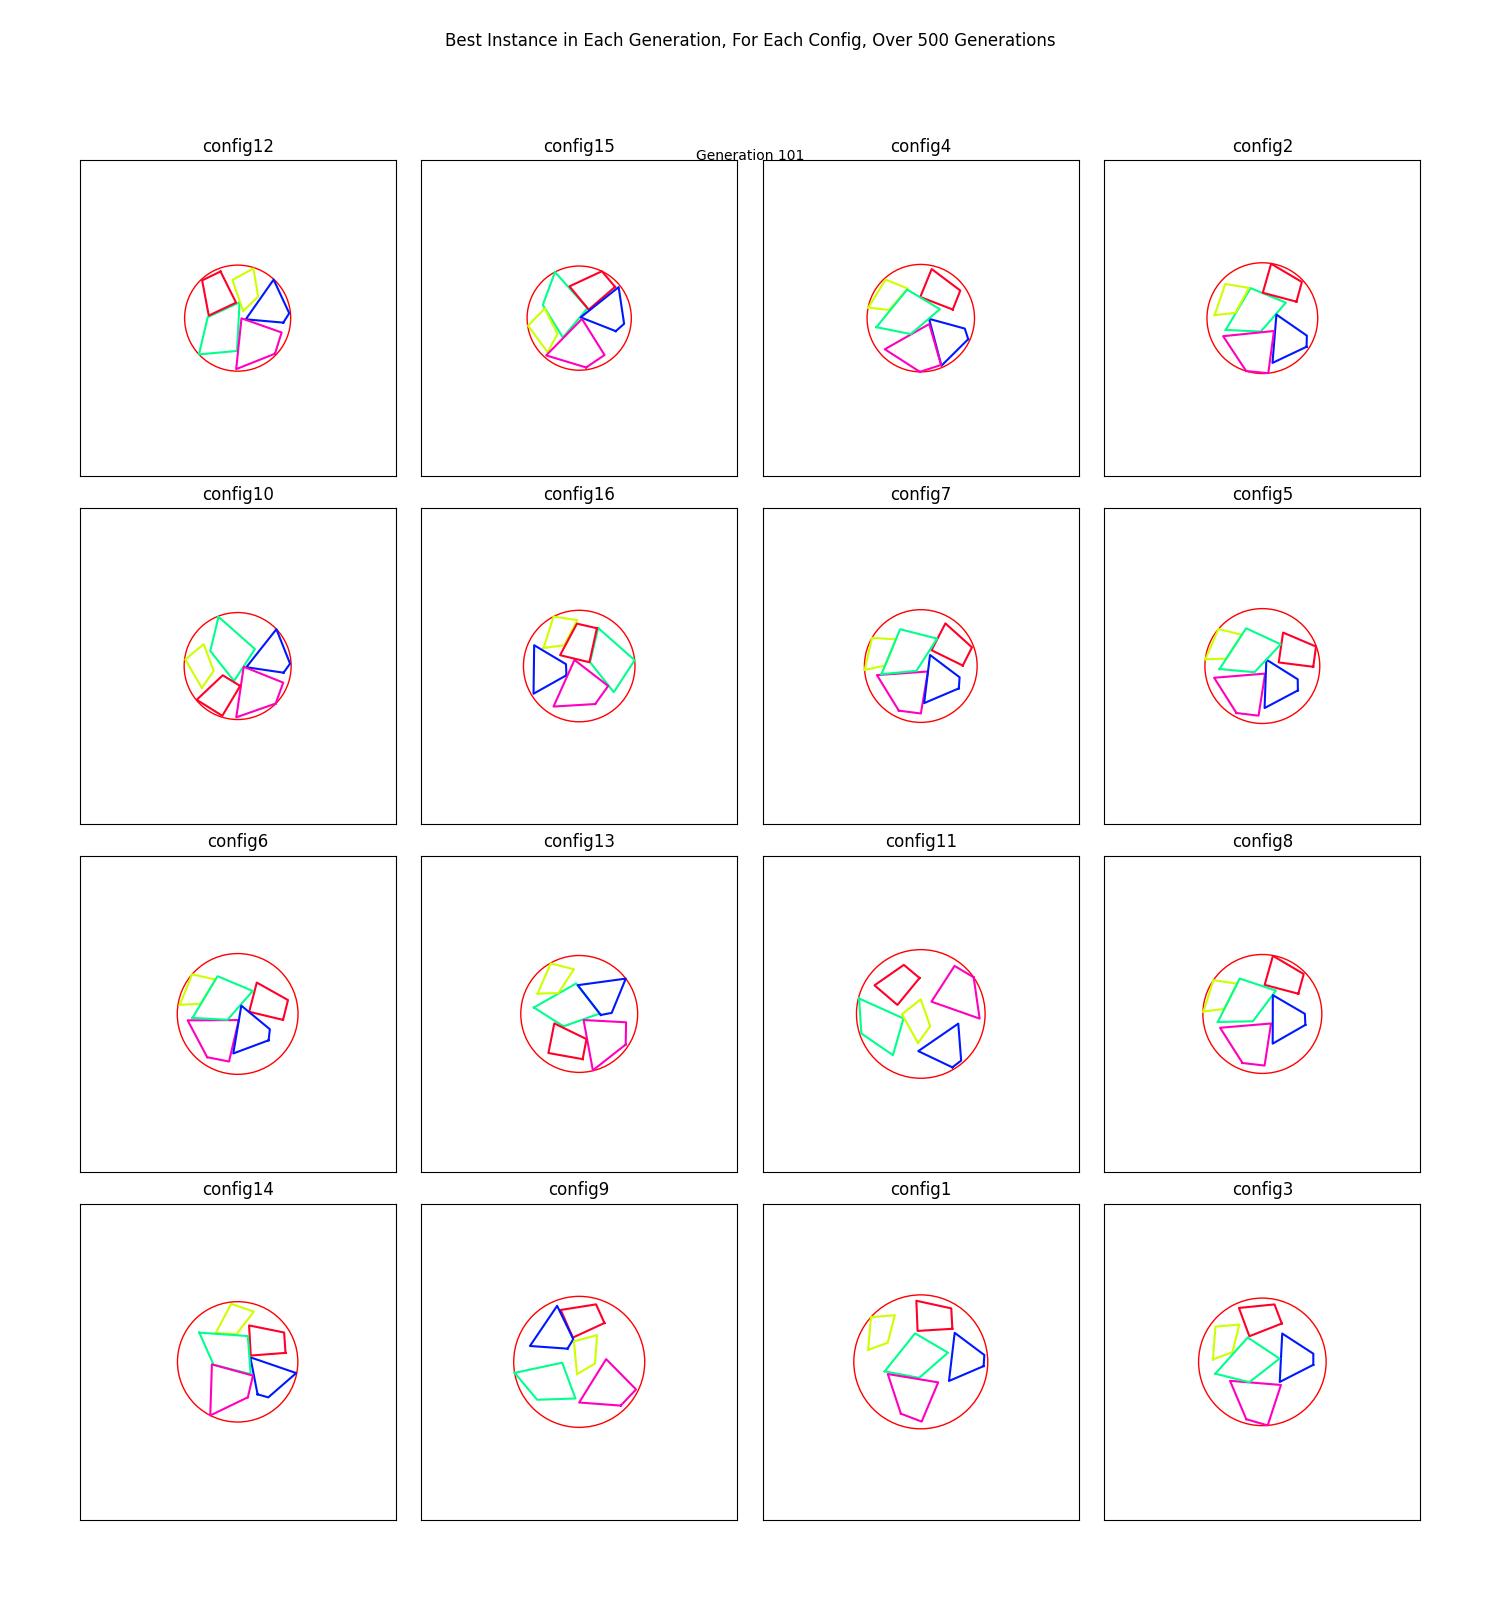 Best Instance in Each Generation, For Each Config, Over 500 Generations
config12
config15
config4
config2
Generation 101
config10
config16
config7
config5
config6
config13
config11
config8
config14
config9
config1
config3